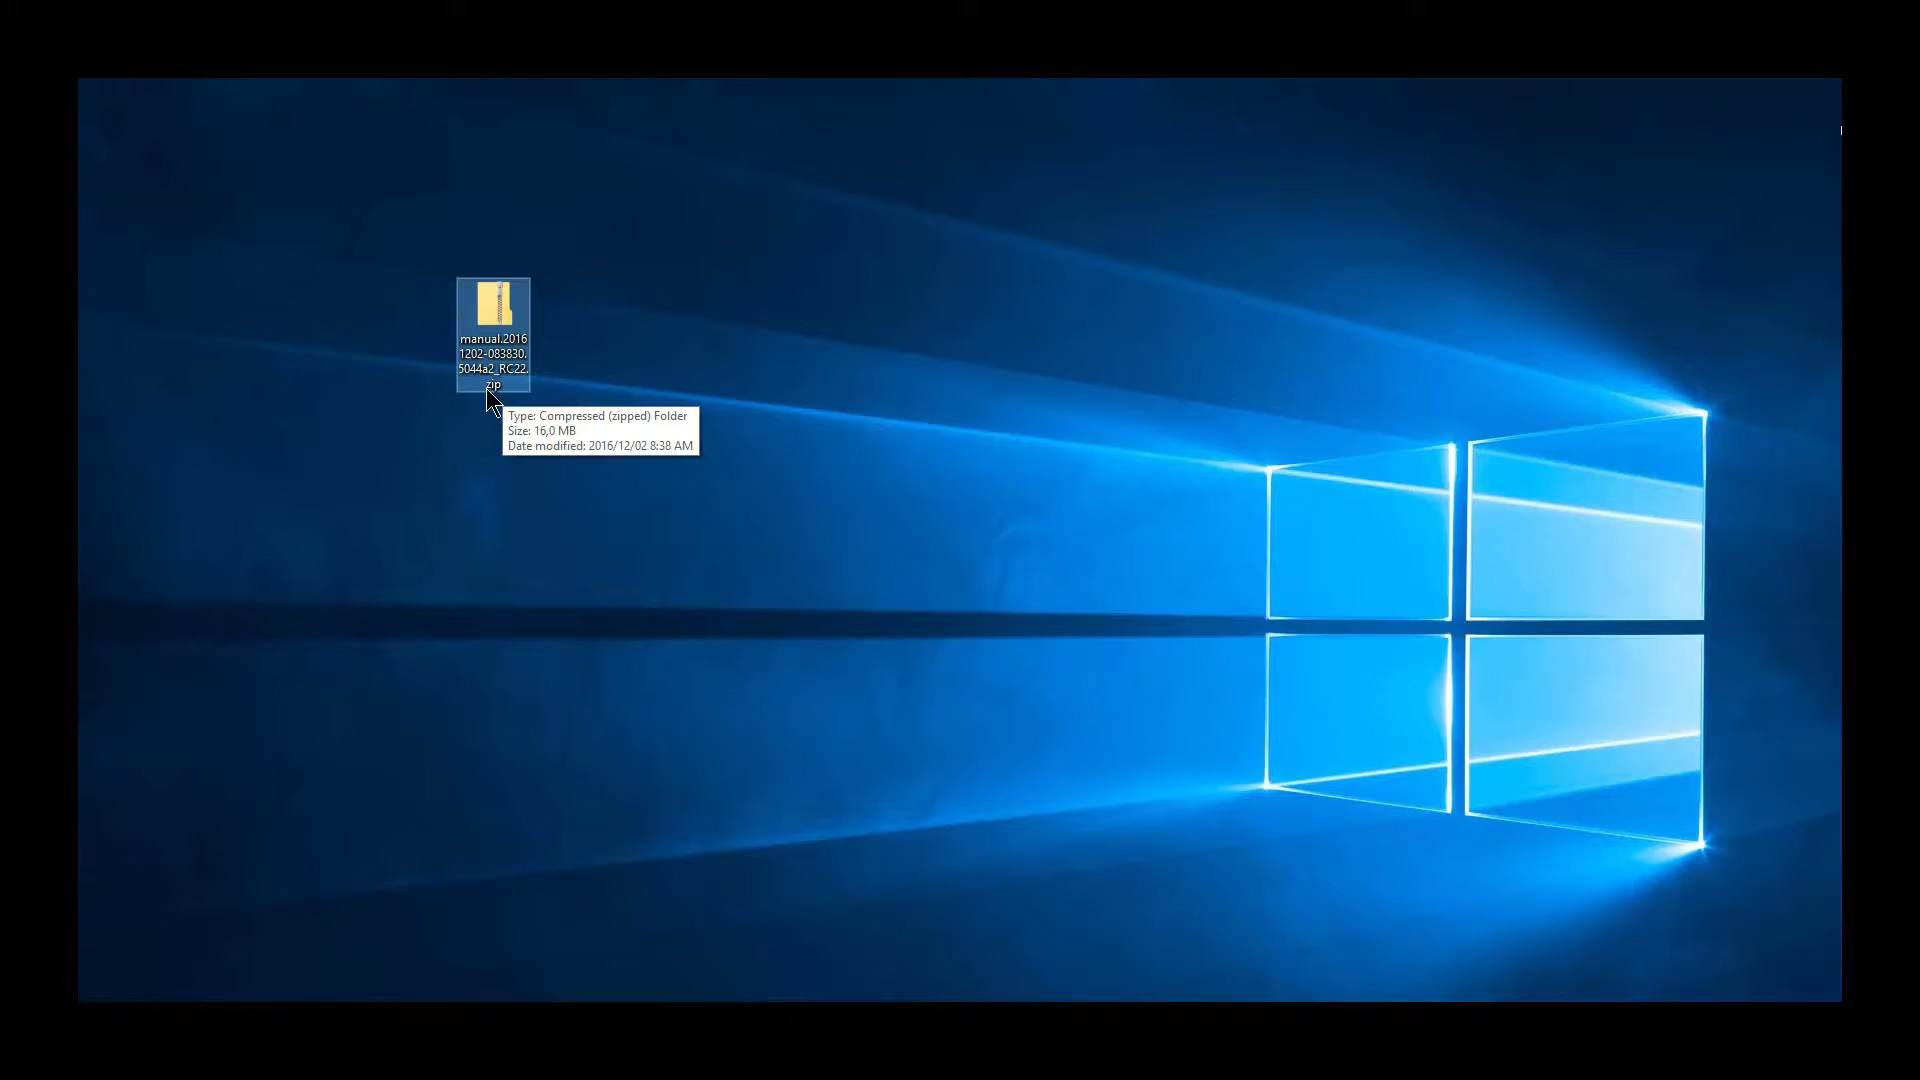 manual.2016
1202-083830.
5044a2_RC22.
zip
Type: Compressed (zipped) Folder
Size: 16,0 MB
Date modified: 2016/12/02 8:38 AM